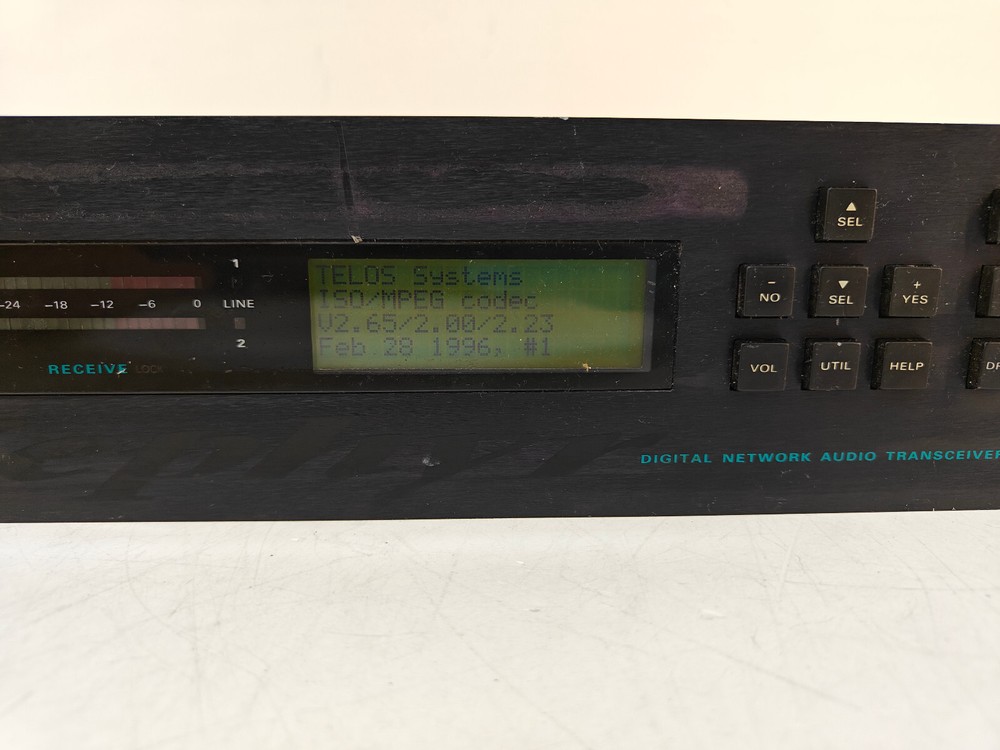 1
-24 -18 -12 -6 0 LINE
2
RECEIVE LOCK
TELOS Systems
ISO/MPEG codec
V2.65/2.00/2.23
Feb 28 1996, #1
▲
SEL
-
NO
▼
SEL
+
YES
VOL
UTIL
HELP
DIGITAL NETWORK AUDIO TRANSCEIVER